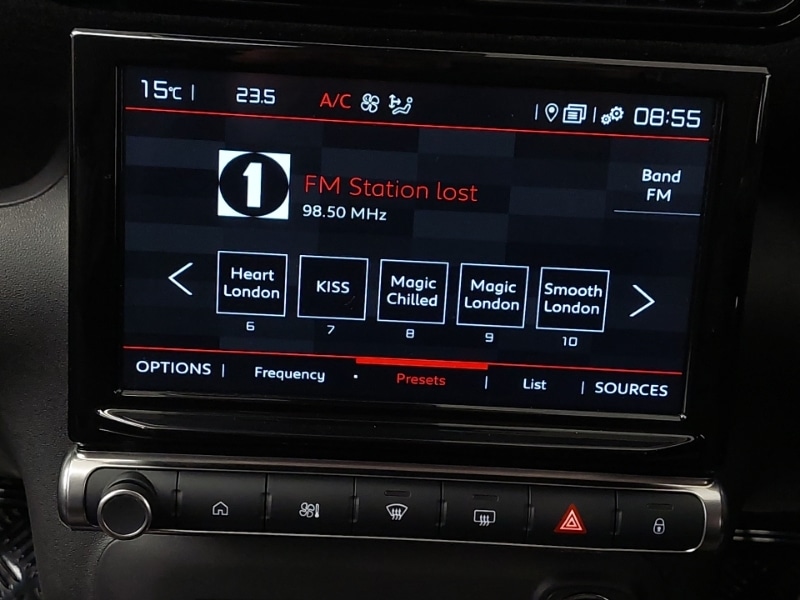 15°C | 23.5 A/C | | 08:55
1
FM Station lost
98.50 MHz
Band
FM
Heart
London
6
KISS
7
Magic
Chilled
8
Magic
London
9
Smooth
London
10
OPTIONS | Frequency • Presets | List | SOURCES